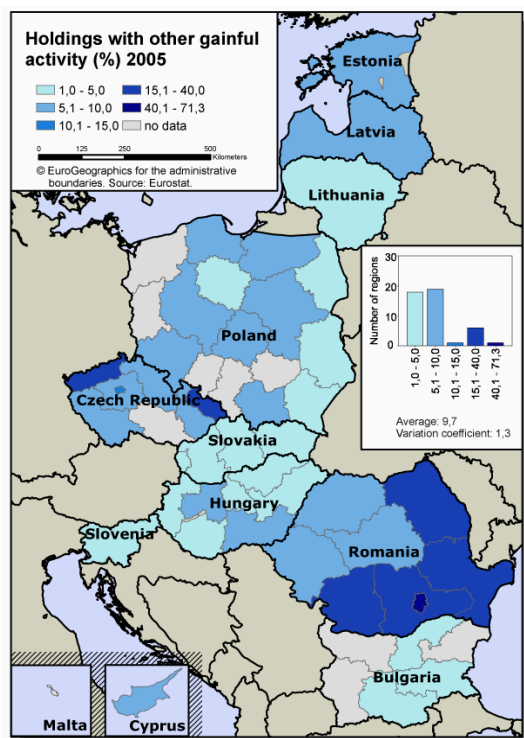 Holdings with other gainful
activity (%) 2005
1,0 - 5,0
15,1 - 40,0
5,1 - 10,0
40,1 - 71,3
10,1 - 15,0
no data
0 125 250 500
Kilometers
© EuroGeographics for the administrative
boundaries. Source: Eurostat.
Estonia
Latvia
Lithuania
Poland
Czech Republic
Slovakia
Hungary
Slovenia
Romania
Bulgaria
Malta
Cyprus
Number of regions
30
20
10
0
1,0 - 5,0
5,1 - 10,0
10,1 - 15,0
15,1 - 40,0
40,1 - 71,3
Average: 9,7
Variation coefficient: 1,3